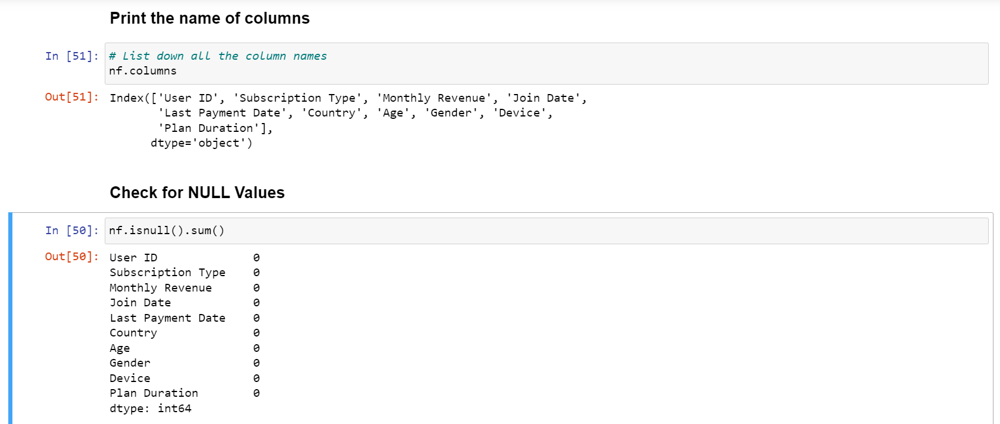 Print the name of columns
In [51]: # List down all the column names
nf.columns
Out[51]: Index(['User ID', 'Subscription Type', 'Monthly Revenue', 'Join Date',
'Last Payment Date', 'Country', 'Age', 'Gender', 'Device',
'Plan Duration'],
dtype='object')
Check for NULL Values
In [50]: nf.isnull().sum()
Out[50]: User ID 0
Subscription Type 0
Monthly Revenue 0
Join Date 0
Last Payment Date 0
Country 0
Age 0
Gender 0
Device 0
Plan Duration 0
dtype: int64